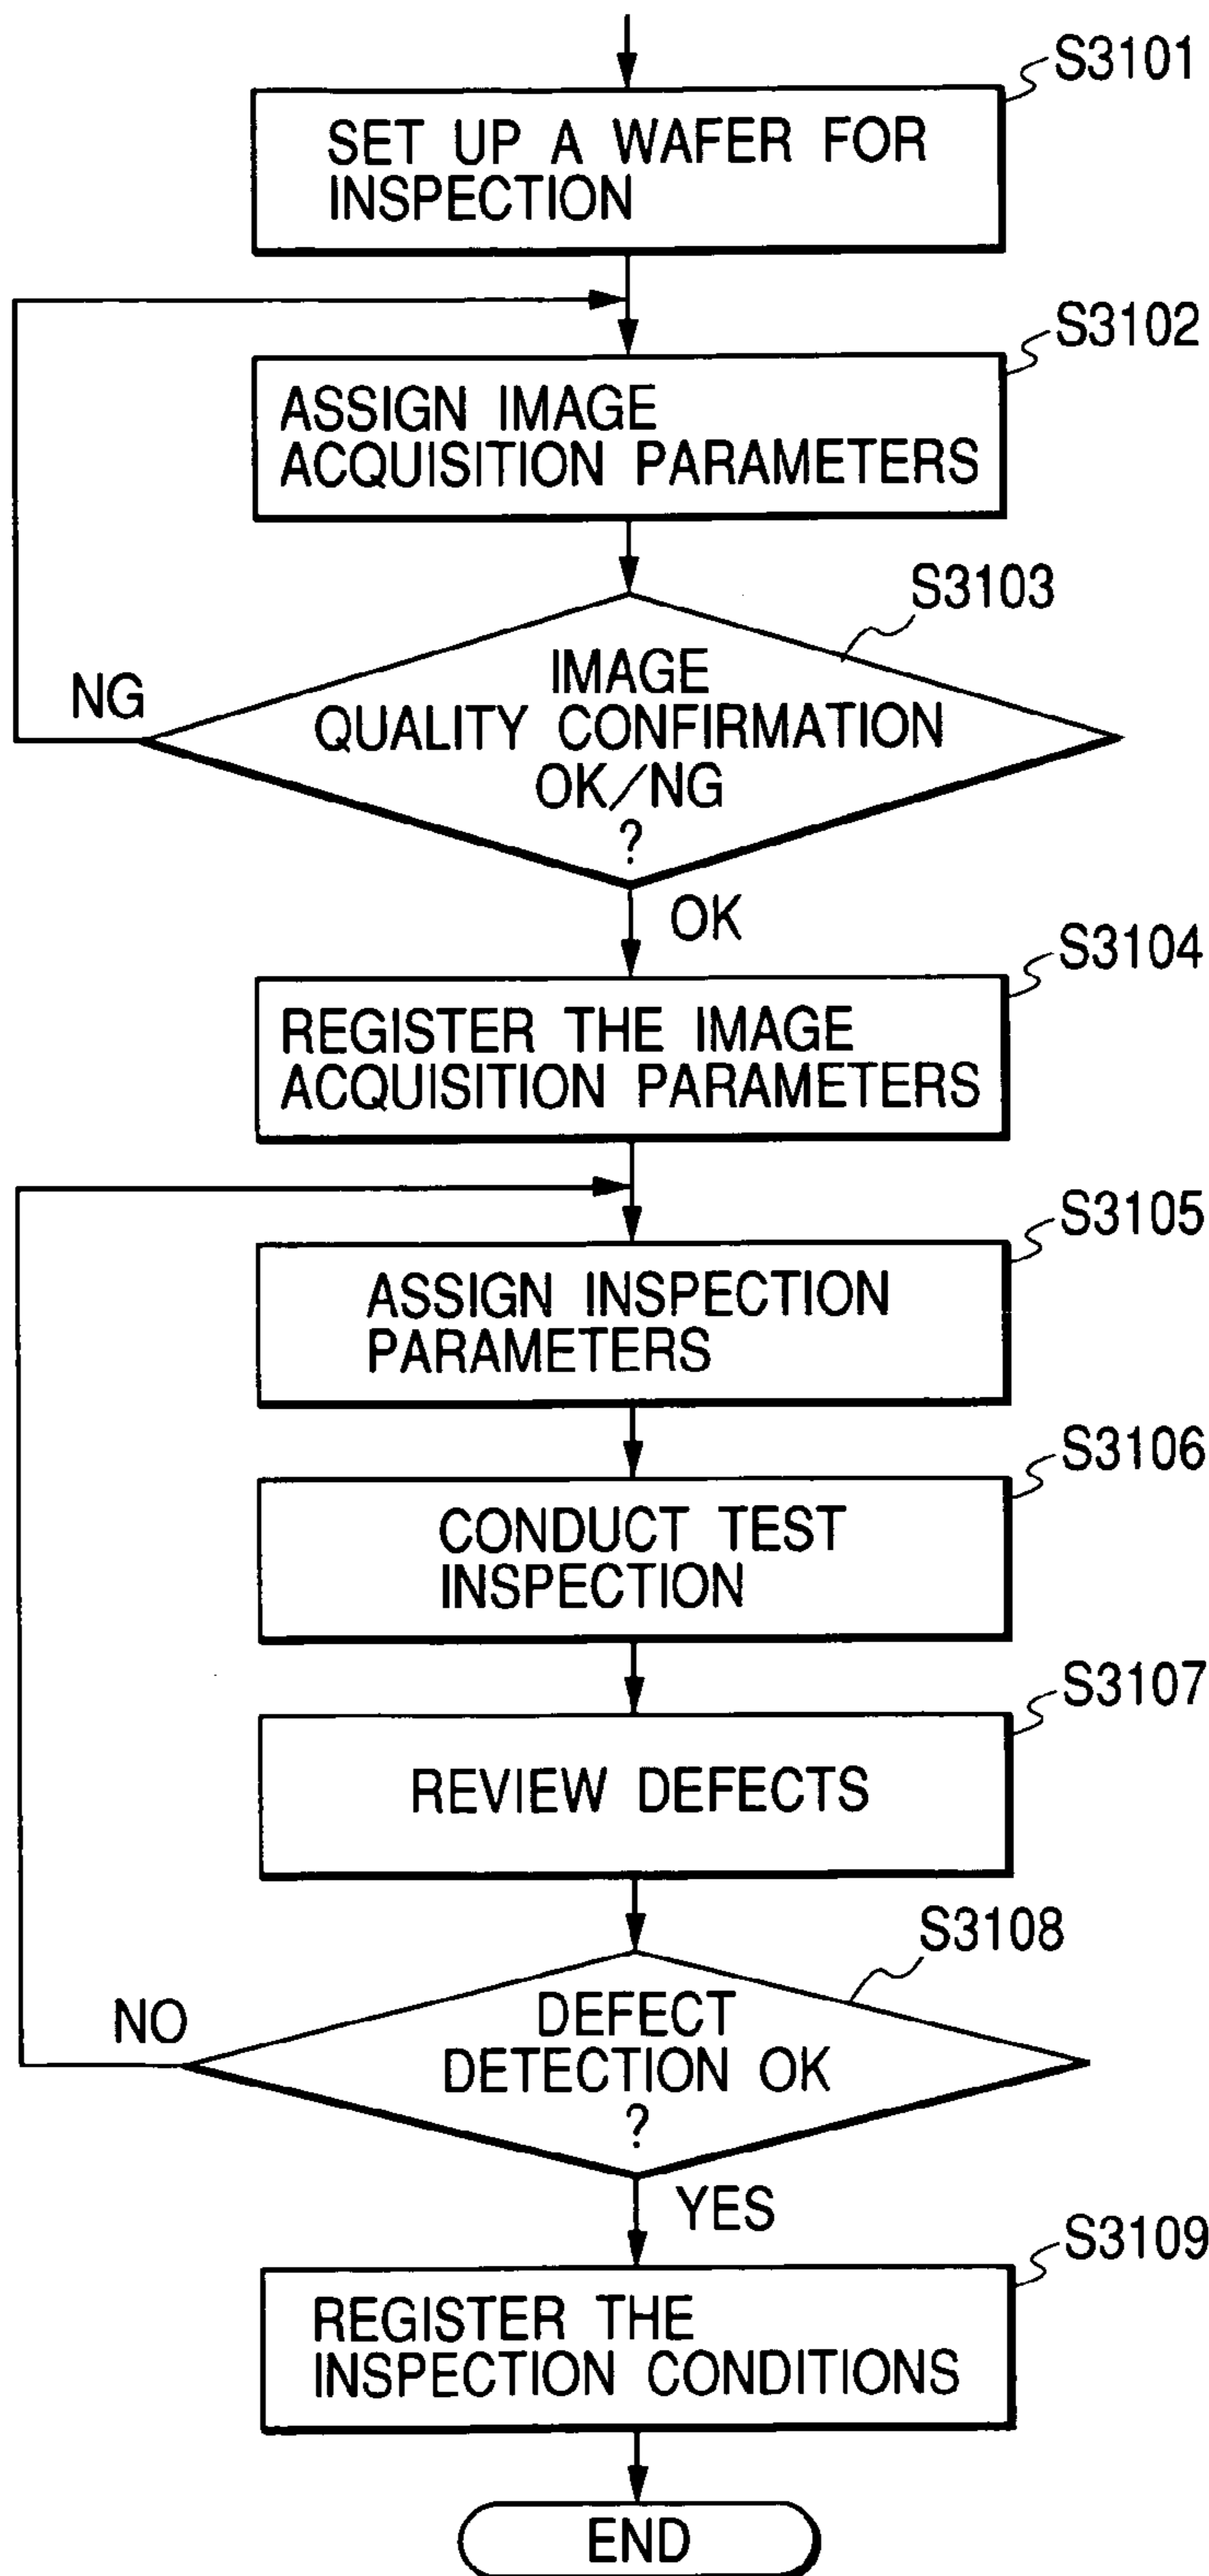 S3101
SET UP A WAFER FOR
INSPECTION
S3102
ASSIGN IMAGE
ACQUISITION PARAMETERS
S3103
IMAGE
QUALITY CONFIRMATION
OK/NG
?
NG
OK
S3104
REGISTER THE IMAGE
ACQUISITION PARAMETERS
S3105
ASSIGN INSPECTION
PARAMETERS
S3106
CONDUCT TEST
INSPECTION
S3107
REVIEW DEFECTS
S3108
DEFECT
DETECTION OK
?
NO
YES
S3109
REGISTER THE
INSPECTION CONDITIONS
END